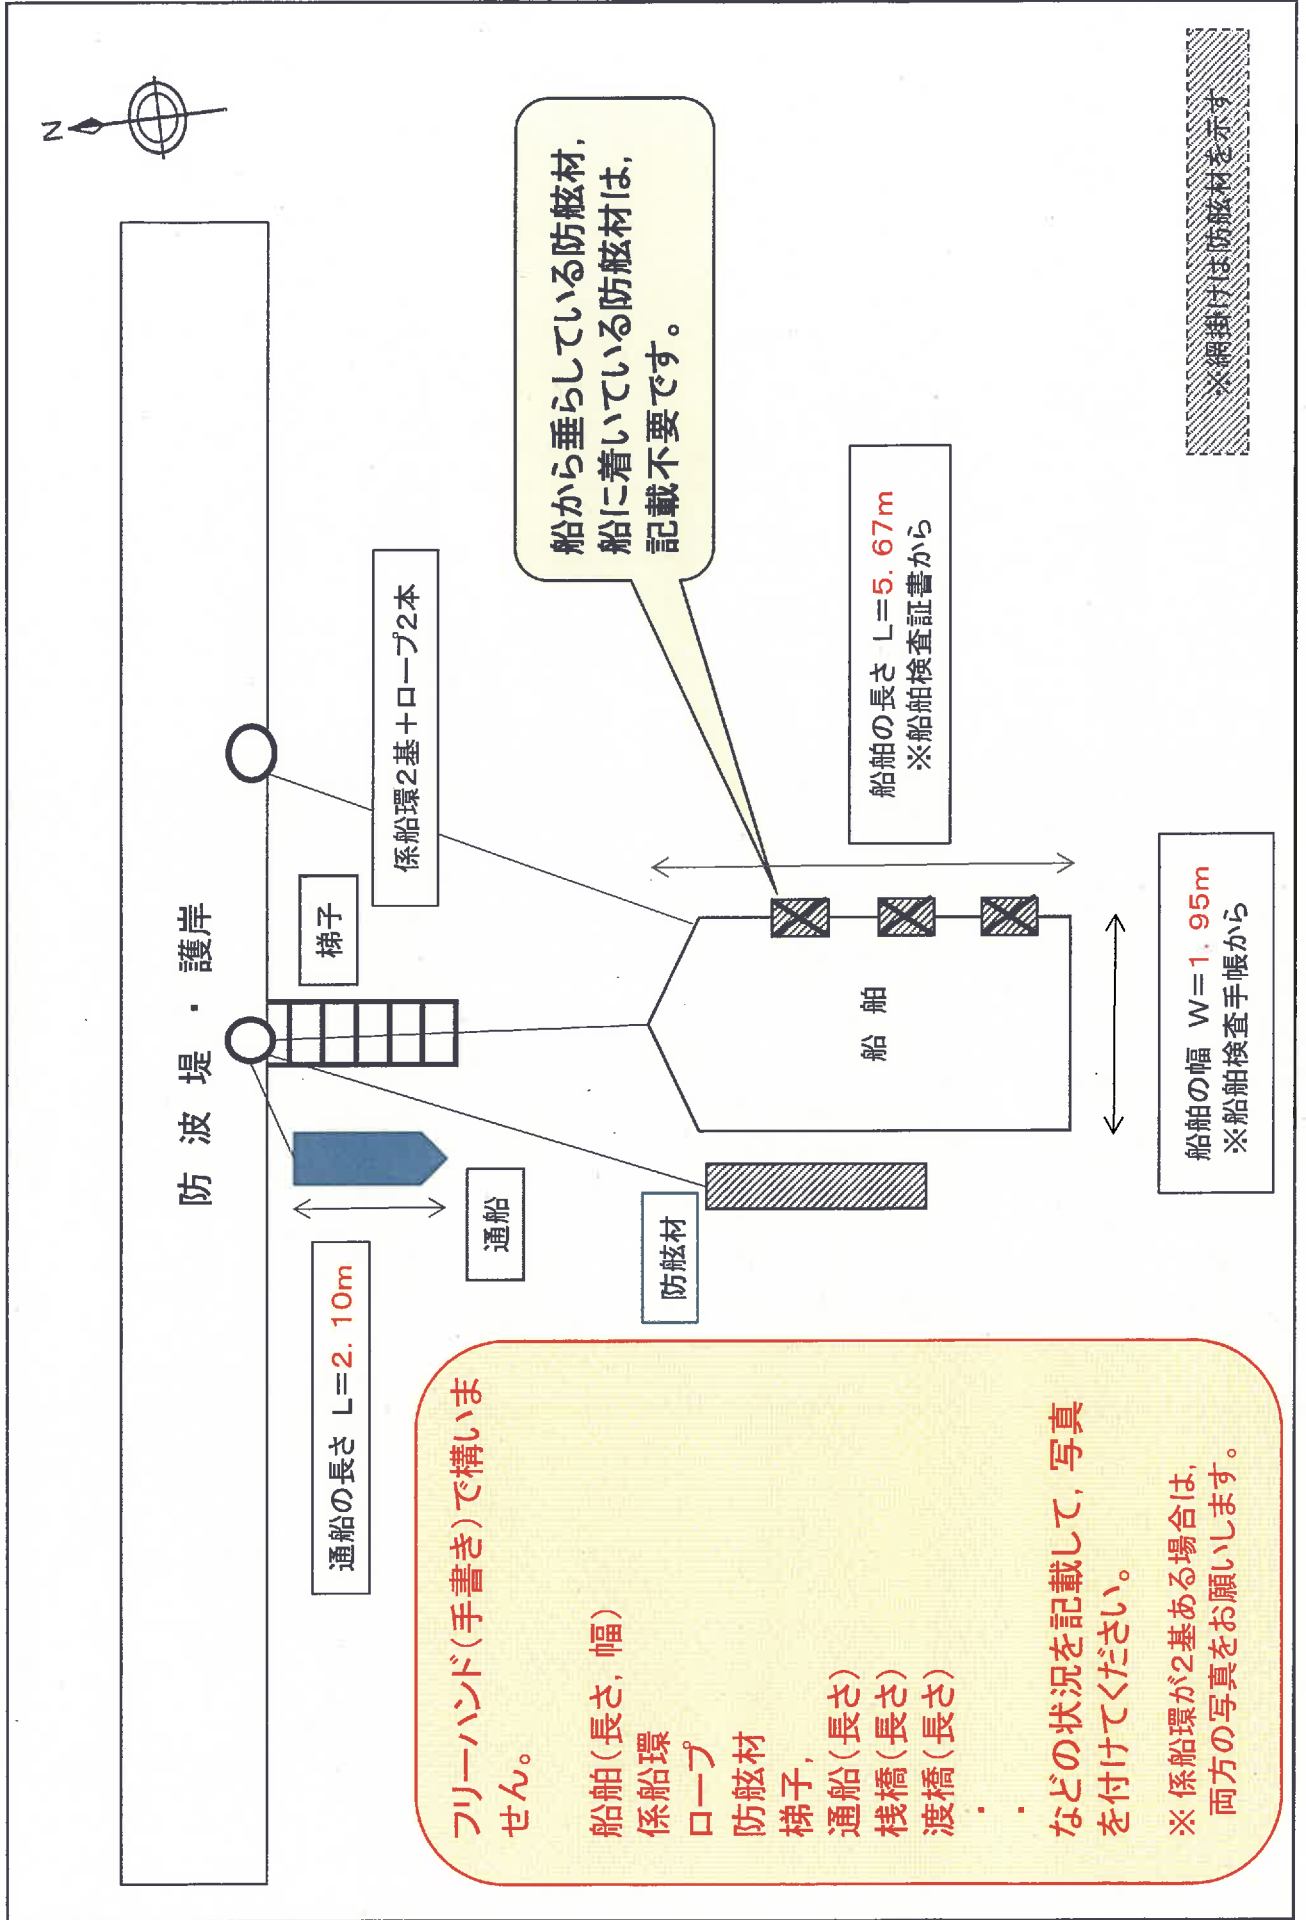 N
防 波 堤 ・ 護岸
通船の長さ L=2. 10m
通船
梯子
係船環2基+ロープ2本
防舷材
船 舶
船から垂らしている防舷材,
船に着いている防舷材は,
記載不要です。
船舶の長さ L=5. 67m
※船舶検査証書から
船舶の幅 W=1. 95m
※船舶検査手帳から
※網掛けは防舷材を示す
フリーハンド(手書き)で構いま
せん。
船舶(長さ, 幅)
係船環
ロープ
防舷材
梯子,
通船(長さ)
桟橋(長さ)
渡橋(長さ)
・
・
などの状況を記載して, 写真
を付けてください。
※ 係船環が2基ある場合は,
両方の写真をお願いします。